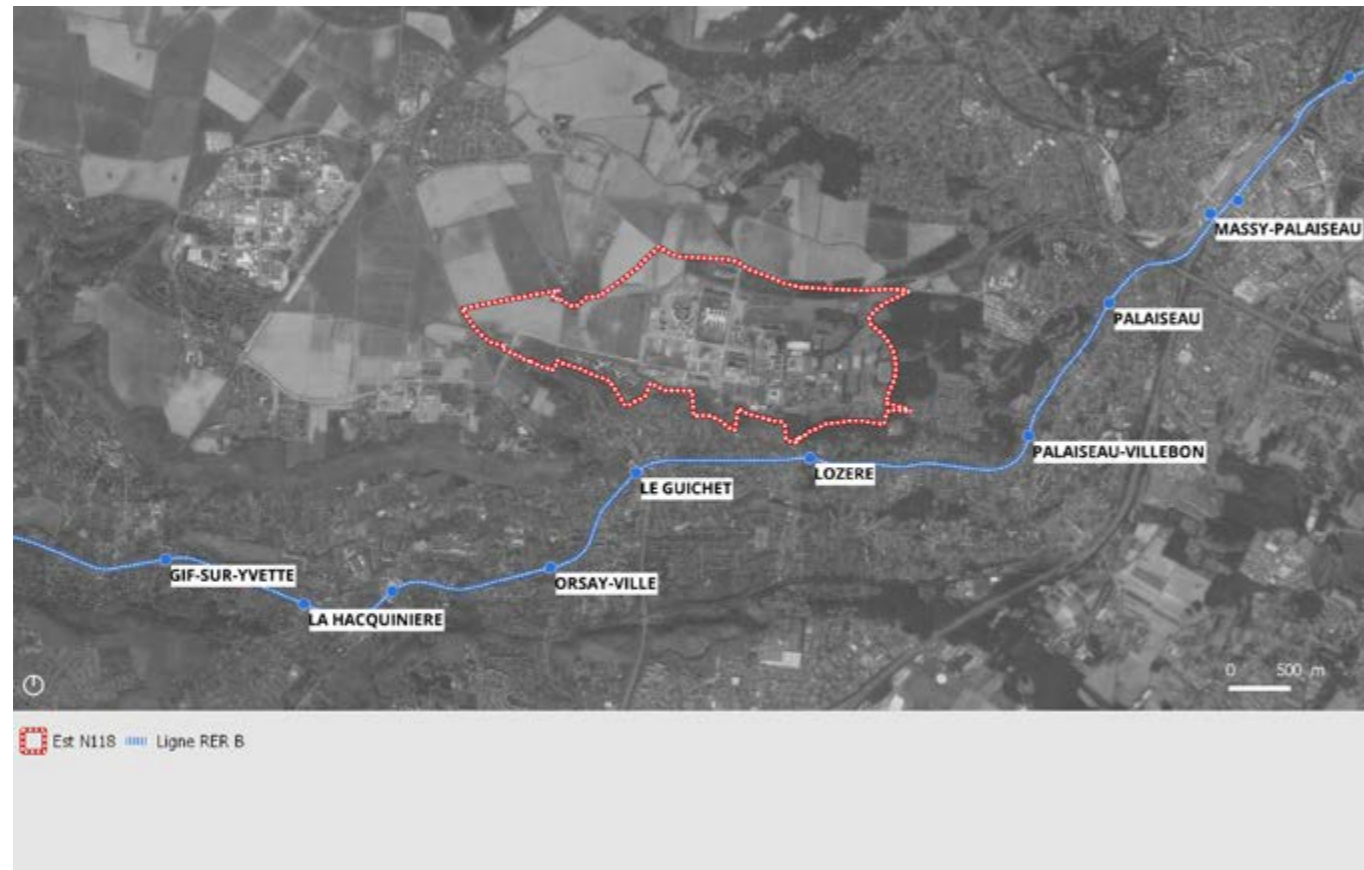 MASSY-PALAISEAU
PALAISEAU
PALAISEAU-VILLEBON
LOZERE
LE GUICHET
GIF-SUR-YVETTE
ORSAY-VILLE
LA HACQUINIERE
0 500 m
Est N118 Ligne RER B